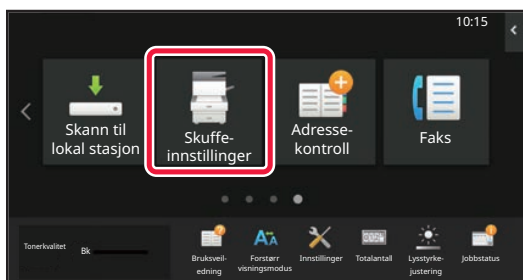 10:15
Skann til
lokal stasjon
Skuffe-
innstillinger
Adresse-
kontroll
Faks
Tonerkvalitet
Bk
Bruksveil-
edning
Forstørr
visningsmodus
Innstillinger
Totalantall
Lysstyrke-
justering
Jobbstatus